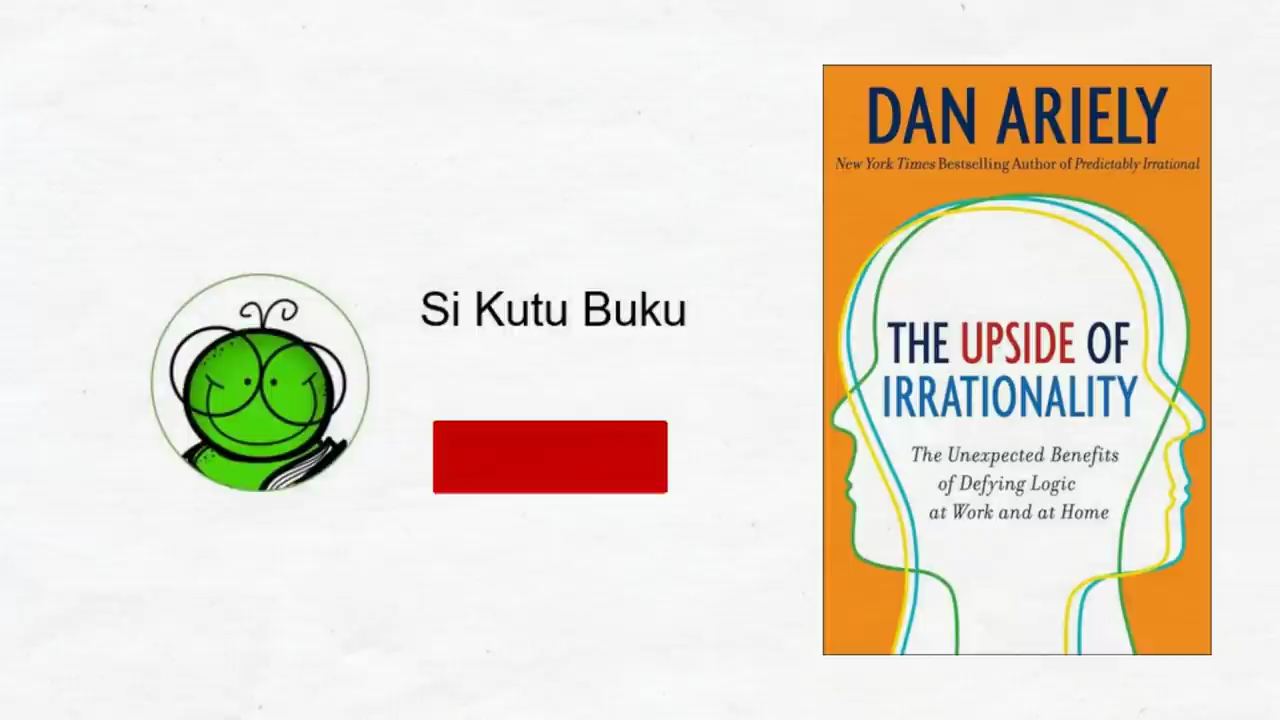 Si Kutu Buku
DAN ARIELY
New York Times Bestselling Author of Predictably Irrational
THE UPSIDE OF
IRRATIONALITY
The Unexpected Benefits
of Defying Logic
at Work and at Home